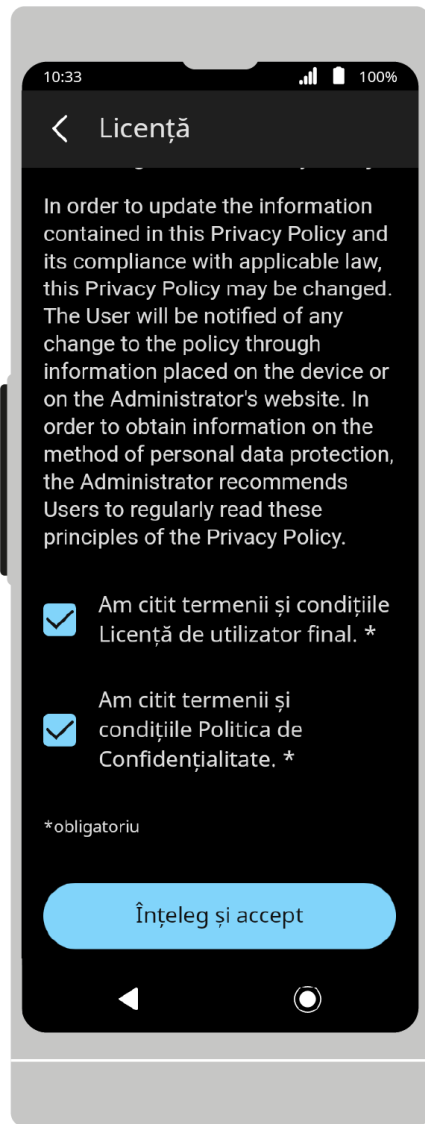 10:33
100%
Licență
In order to update the information
contained in this Privacy Policy and
its compliance with applicable law,
this Privacy Policy may be changed.
The User will be notified of any
change to the policy through
information placed on the device or
on the Administrator's website. In
order to obtain information on the
method of personal data protection,
the Administrator recommends
Users to regularly read these
principles of the Privacy Policy.
Am citit termenii și condițiile
Licență de utilizator final. *
Am citit termenii și
condițiile Politica de
Confidențialitate. *
*obligatoriu
Înțeleg și accept